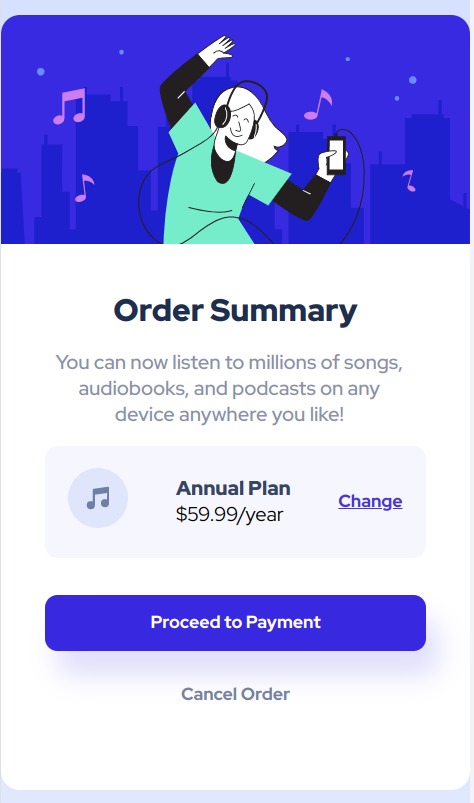 Order Summary
You can now listen to millions of songs,
audiobooks, and podcasts on any
device anywhere you like!
Annual Plan
$59.99/year
Change
Proceed to Payment
Cancel Order